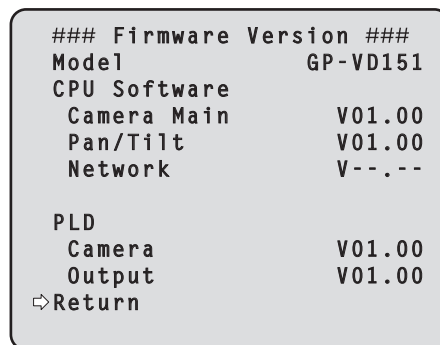 ### Firmware Version ###
Model GP-VD151
CPU Software
Camera Main V01.00
Pan/Tilt V01.00
Network V--.--
PLD
Camera V01.00
Output V01.00
⇨Return